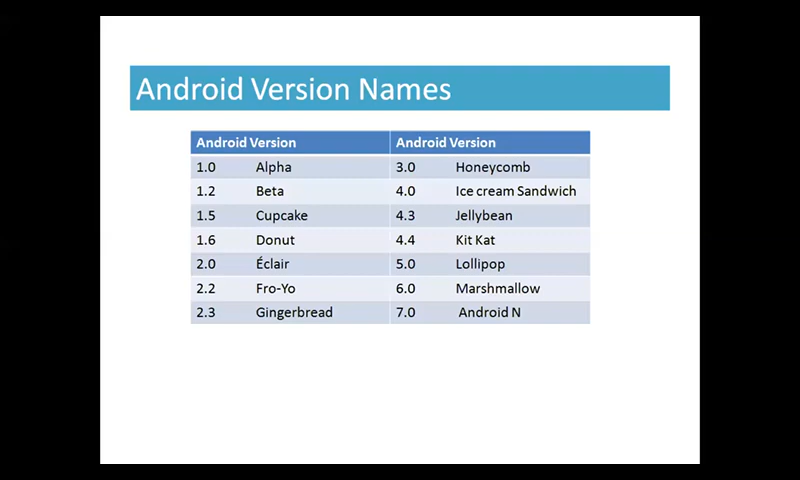 Android Version Names
Android Version Android Version
1.0 Alpha 3.0 Honeycomb
1.2 Beta 4.0 Ice cream Sandwich
1.5 Cupcake 4.3 Jellybean
1.6 Donut 4.4 Kit Kat
2.0 Éclair 5.0 Lollipop
2.2 Fro-Yo 6.0 Marshmallow
2.3 Gingerbread 7.0 Android N